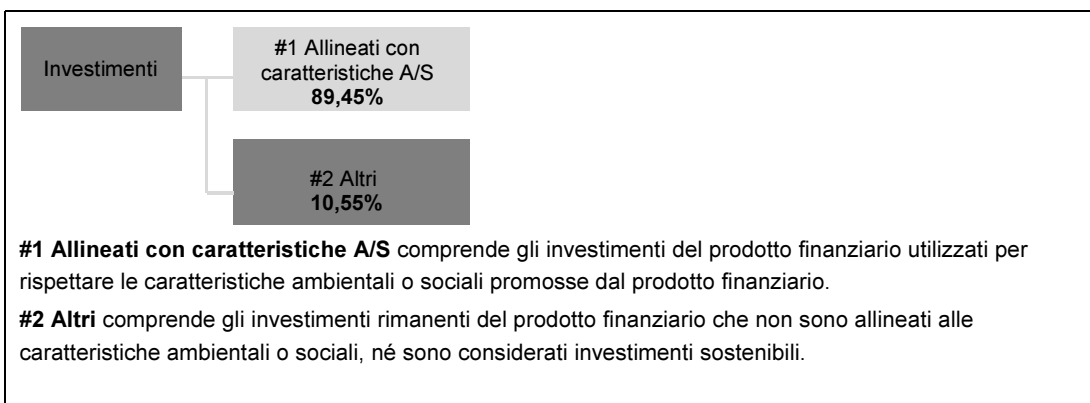 Investimenti
#1 Allineati con
caratteristiche A/S
89,45%
#2 Altri
10,55%
#1 Allineati con caratteristiche A/S comprende gli investimenti del prodotto finanziario utilizzati per
rispettare le caratteristiche ambientali o sociali promosse dal prodotto finanziario.
#2 Altri comprende gli investimenti rimanenti del prodotto finanziario che non sono allineati alle
caratteristiche ambientali o sociali, né sono considerati investimenti sostenibili.